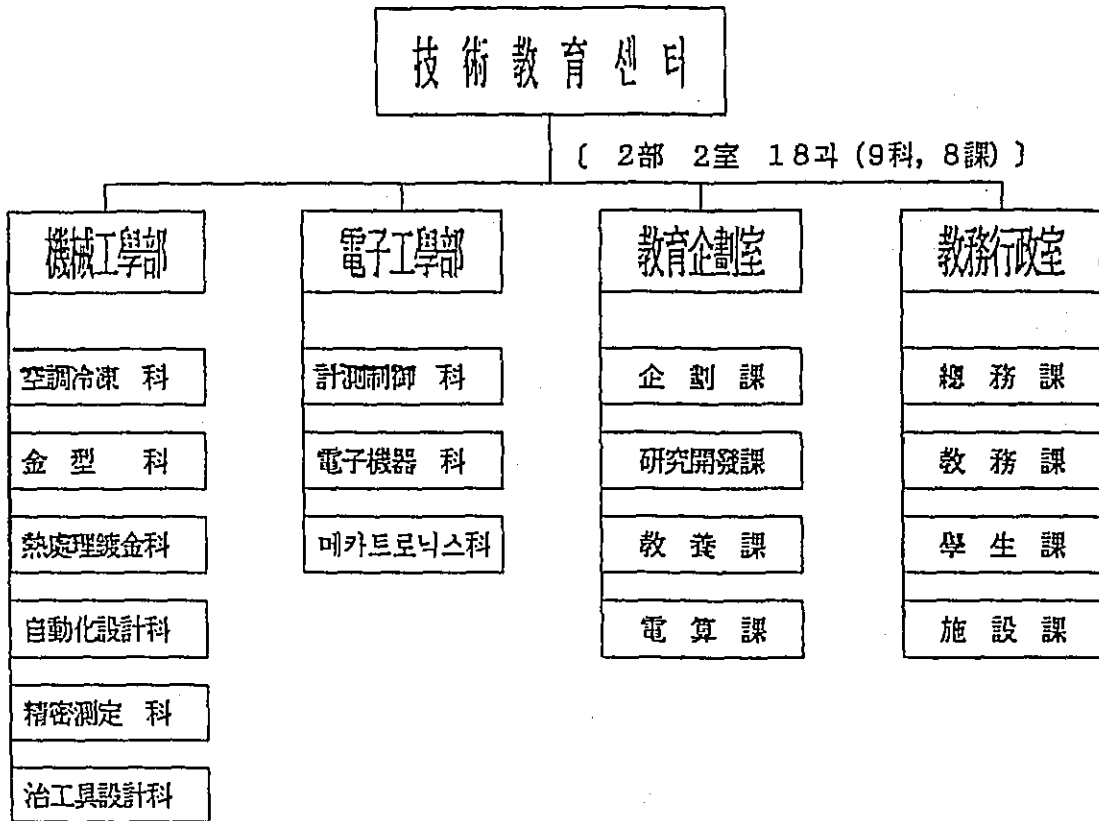 技術教育센터
〔 2部 2室 18과 (9科, 8課) 〕
機械工學部
空調冷凍 科
金 型 科
熱處理鍍金科
自動化設計科
精密測定 科
治工具設計科
電子工學部
計測制御 科
電子機器 科
메카트로닉스科
教育企劃室
企 劃 課
研究開發課
教 養 課
電 算 課
教務行政室
總 務 課
教 務 課
學 生 課
施 設 課